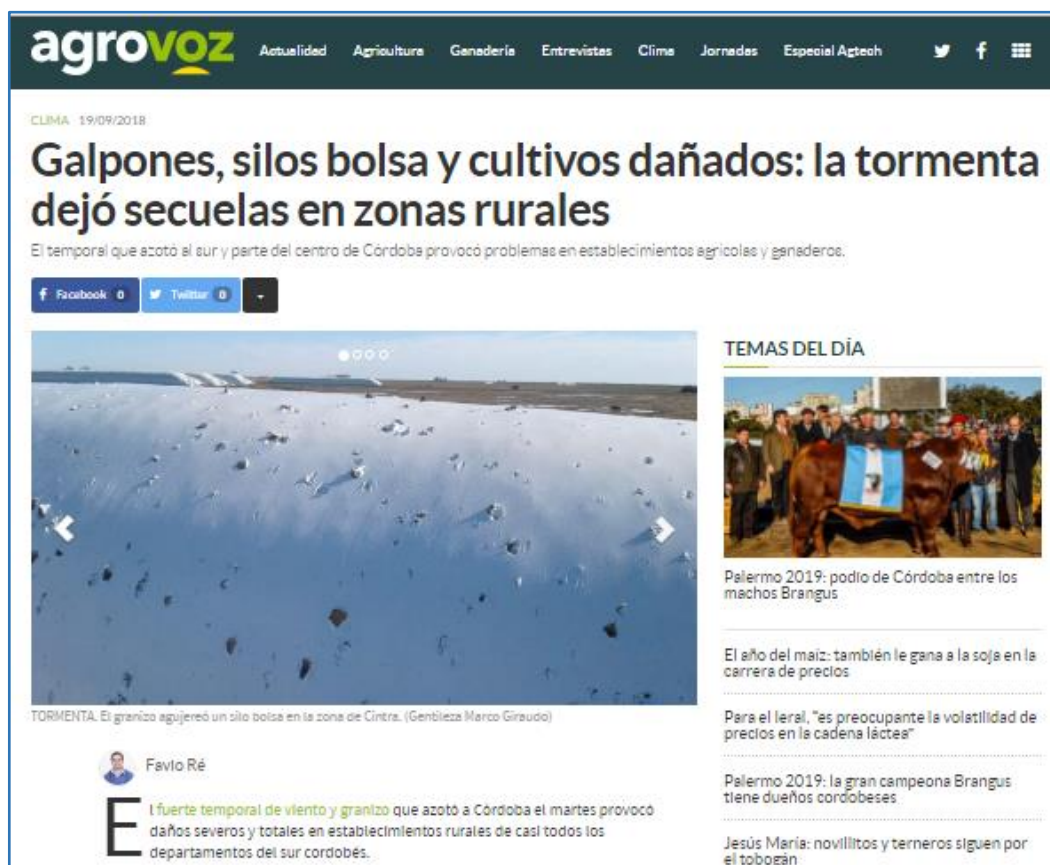 agrovoz
Actualidad Agricultura Ganadería Entrevistas Clima Jornadas Especial Agtech
CLIMA 19/09/2018
Galpones, silos bolsa y cultivos dañados: la tormenta
dejó secuelas en zonas rurales
El temporal que azotó al sur y parte del centro de Córdoba provocó problemas en establecimientos agrícolas y ganaderos.
Facebook 0 Twitter 0
TORMENTA. El granizo agujereó un silo bolsa en la zona de Cintra. (Gentileza Marco Giraudo)
Favio Ré
El fuerte temporal de viento y granizo que azotó a Córdoba el martes provocó
daños severos y totales en establecimientos rurales de casi todos los
departamentos del sur cordobés.
TEMAS DEL DÍA
Palermo 2019: podio de Córdoba entre los
machos Brangus
El año del maíz: también le gana a la soja en la
carrera de precios
Para el Ieral, "es preocupante la volatilidad de
precios en la cadena láctea"
Palermo 2019: la gran campeona Brangus
tiene dueños cordobeses
Jesús María: novillitos y terneros siguen por
el tobogán